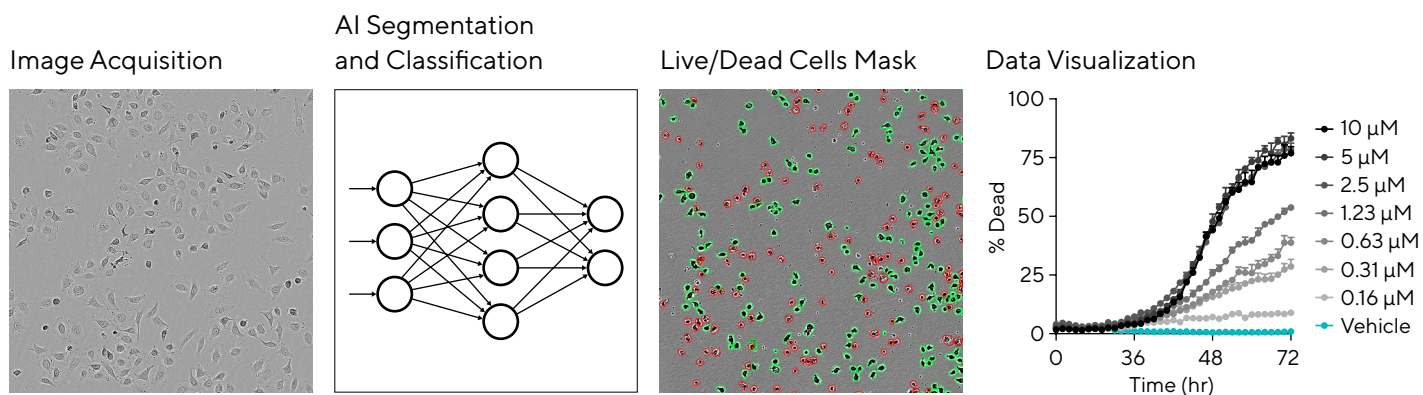 Image Acquisition
AI Segmentation
and Classification
Live/Dead Cells Mask
Data Visualization
100
75
50
25
0
% Dead
0
36
48
72
Time (hr)
10 µM
5 µM
2.5 µM
1.23 µM
0.63 µM
0.31 µM
0.16 µM
Vehicle